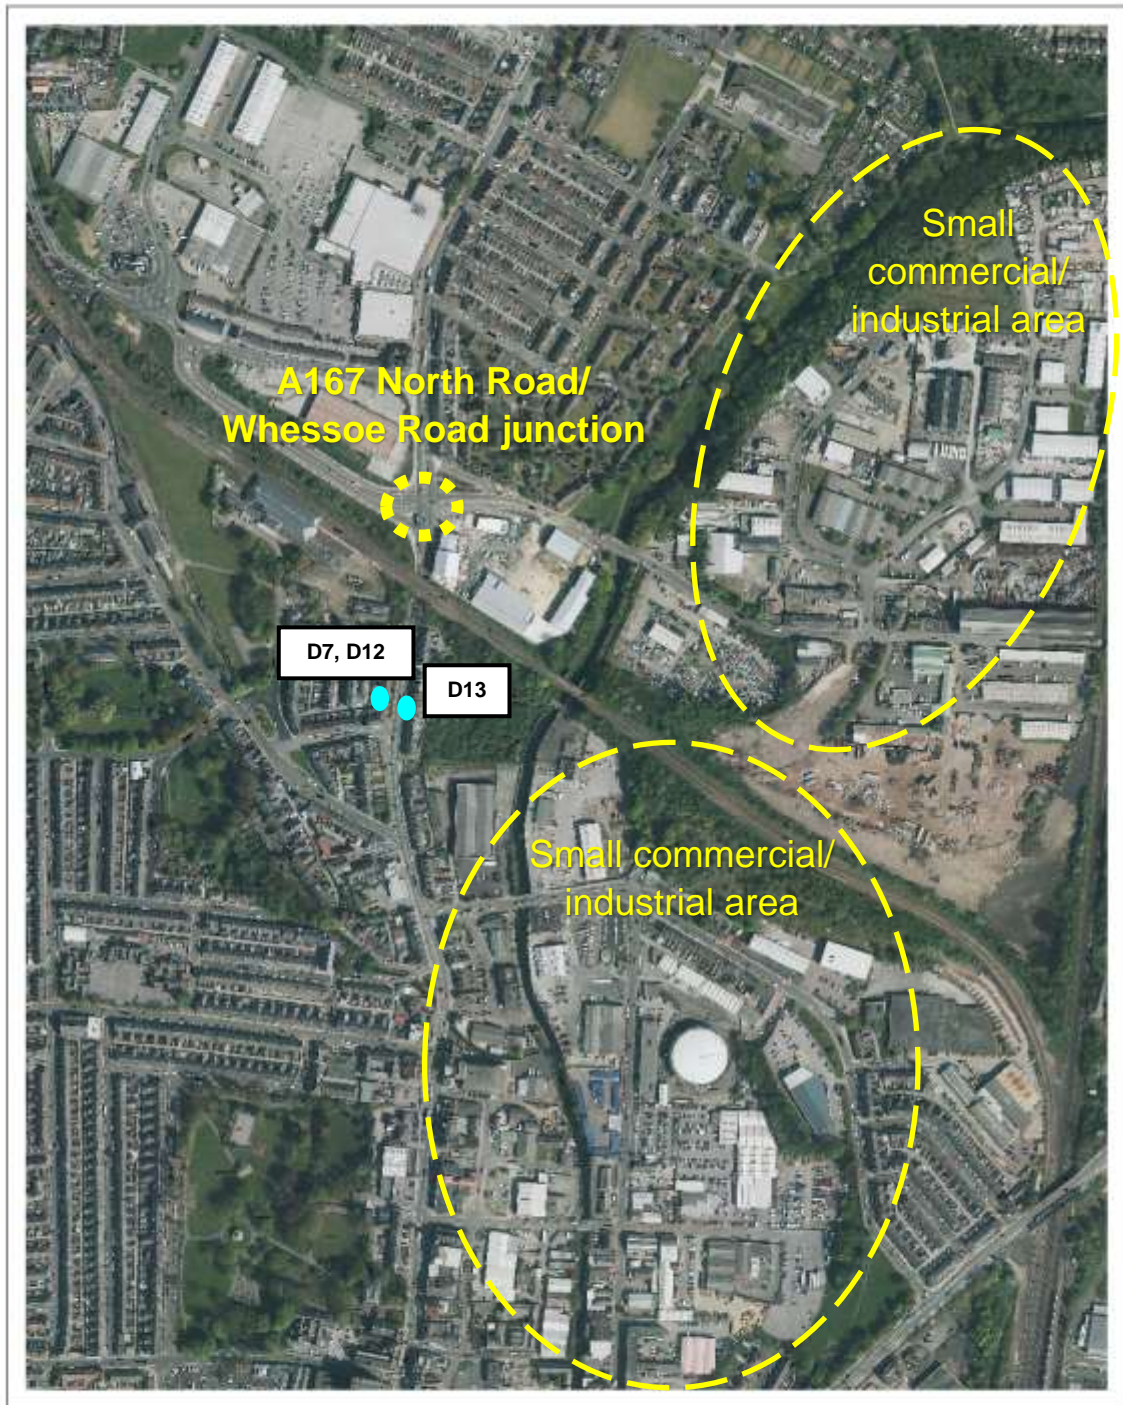 Small
commercial/
industrial area
A167 North Road/
Whessoe Road junction
D7, D12
D13
Small commercial/
industrial area